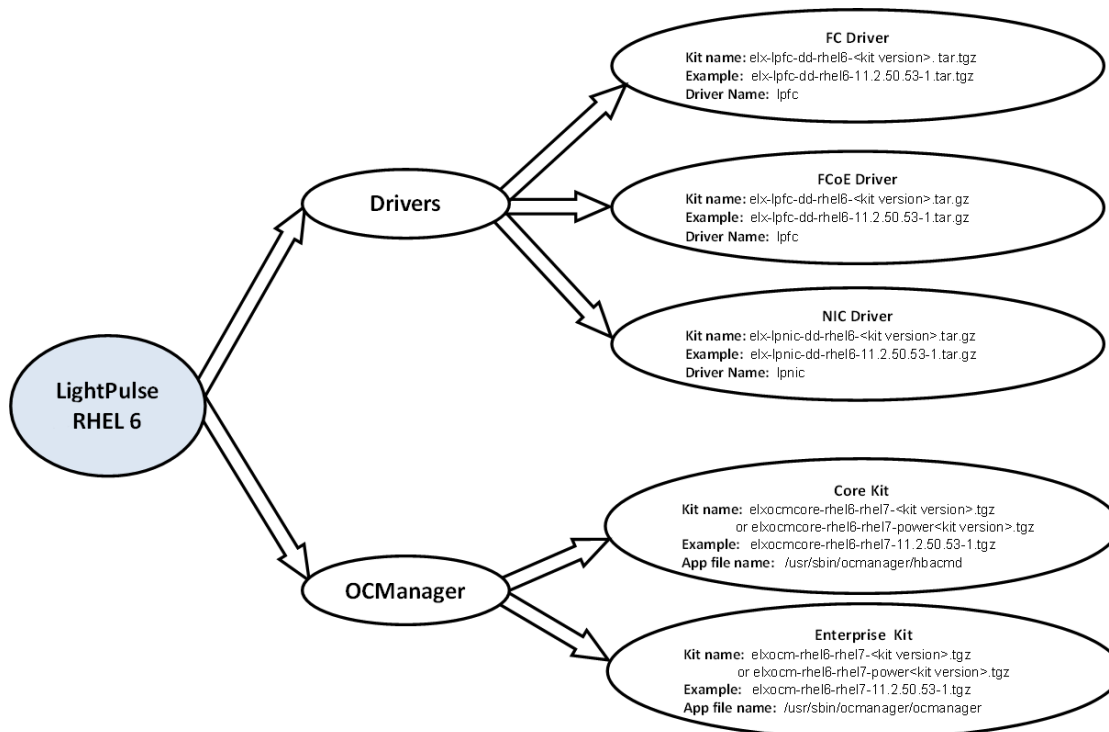 FC Driver
Kit name: elx-lpfc-dd-rhel6-<kit version>. tar.tgz
Example: elx-lpfc-dd-rhel6-11.2.50.53-1.tar.tgz
Driver Name: lpfc
Drivers
FCoE Driver
Kit name: elx-lpfc-dd-rhel6-<kit version>.tar.gz
Example: elx-lpfc-dd-rhel6-11.2.50.53-1.tar.gz
Driver Name: lpfc
NIC Driver
Kit name: elx-lpnic-dd-rhel6-<kit version>.tar.gz
Example: elx-lpnic-dd-rhel6-11.2.50.53-1.tar.gz
Driver Name: lpnic
LightPulse
RHEL 6
Core Kit
Kit name: elxocmcore-rhel6-rhel7-<kit version>.tgz
or elxocmcore-rhel6-rhel7-power<kit version>.tgz
Example: elxocmcore-rhel6-rhel7-11.2.50.53-1.tgz
App file name: /usr/sbin/ocmanager/hbacmd
OCManager
Enterprise Kit
Kit name: elxocm-rhel6-rhel7-<kit version>.tgz
or elxocm-rhel6-rhel7-power<kit version>.tgz
Example: elxocm-rhel6-rhel7-11.2.50.53-1.tgz
App file name: /usr/sbin/ocmanager/ocmanager